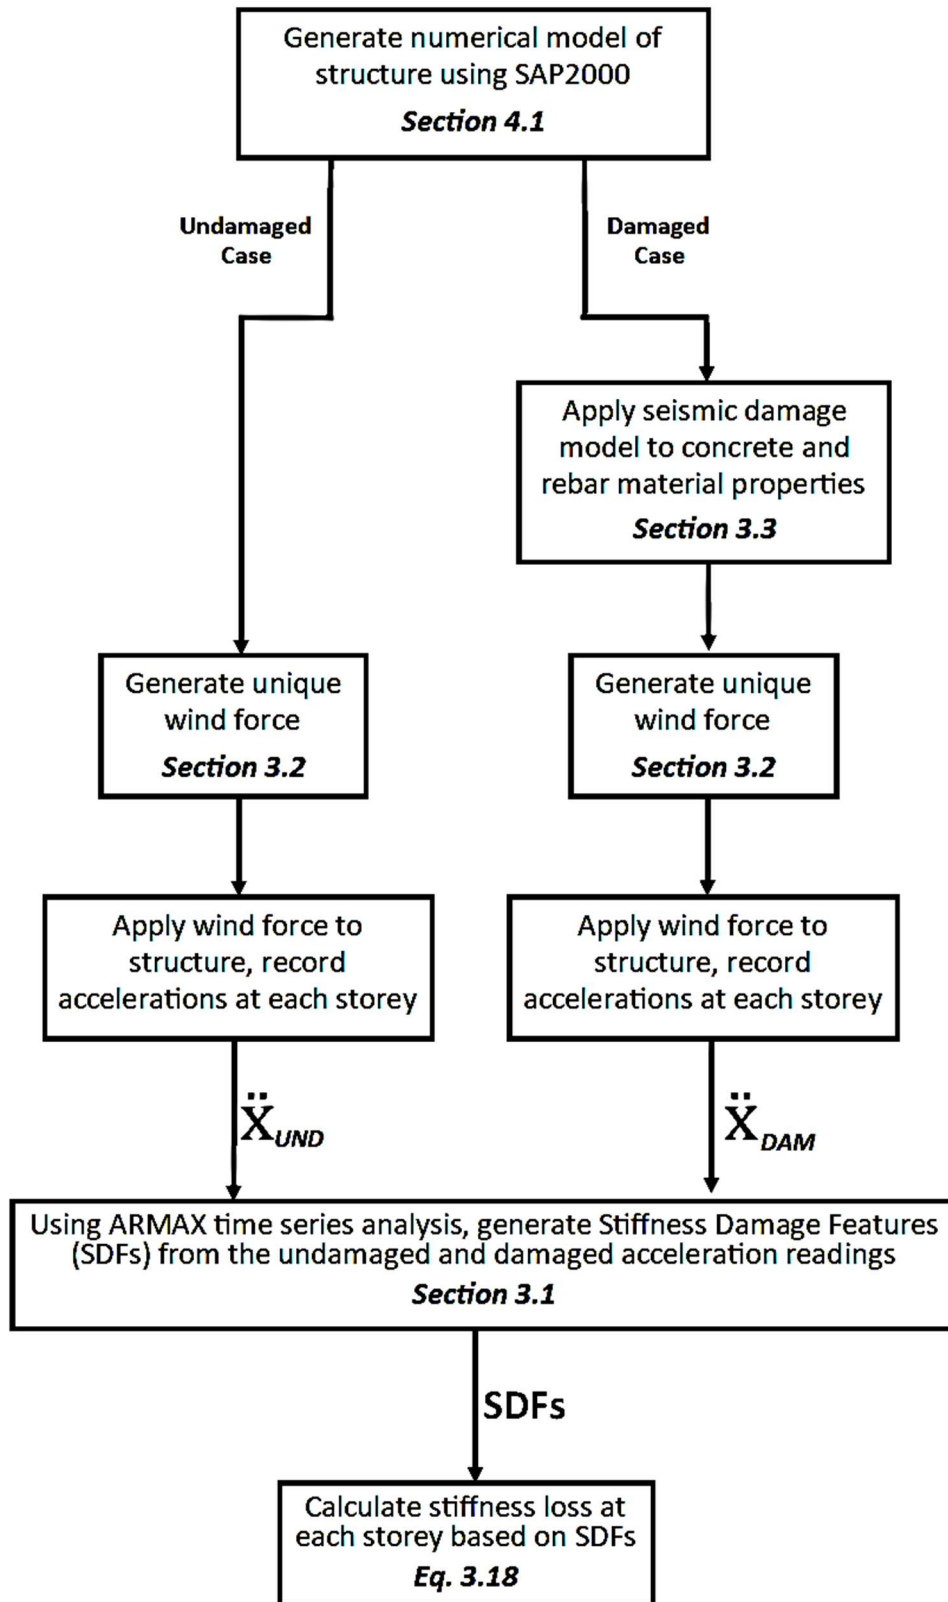 Generate numerical model of
structure using SAP2000
Section 4.1
Undamaged
Case
Damaged
Case
Apply seismic damage
model to concrete and
rebar material properties
Section 3.3
Generate unique
wind force
Section 3.2
Generate unique
wind force
Section 3.2
Apply wind force to
structure, record
accelerations at each storey
Apply wind force to
structure, record
accelerations at each storey
Ẍ_UND
Ẍ_DAM
Using ARMAX time series analysis, generate Stiffness Damage Features
(SDFs) from the undamaged and damaged acceleration readings
Section 3.1
SDFs
Calculate stiffness loss at
each storey based on SDFs
Eq. 3.18